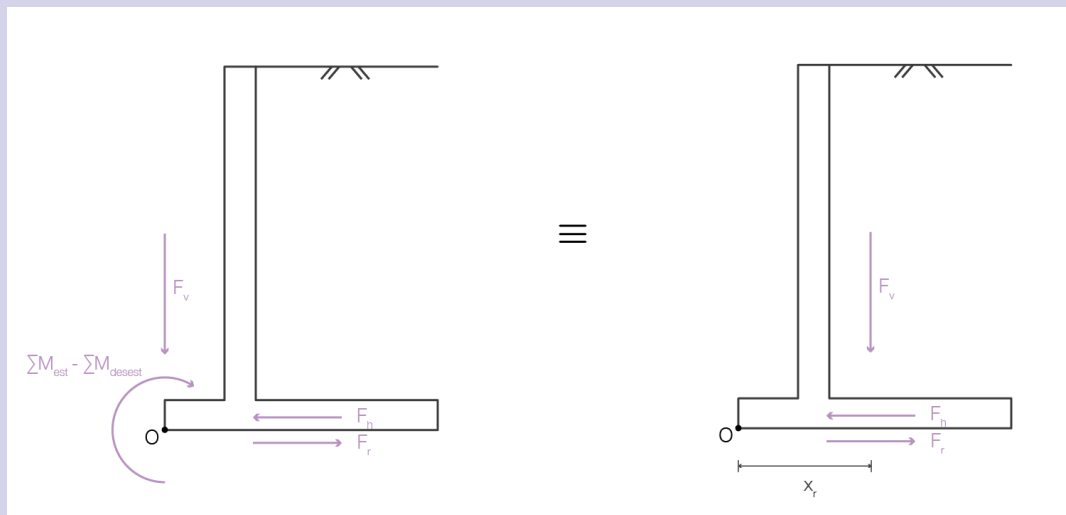 F_v
∑M_est - ∑M_desest
F_h
O
F_r
≡
F_v
F_h
O
F_r
x_r